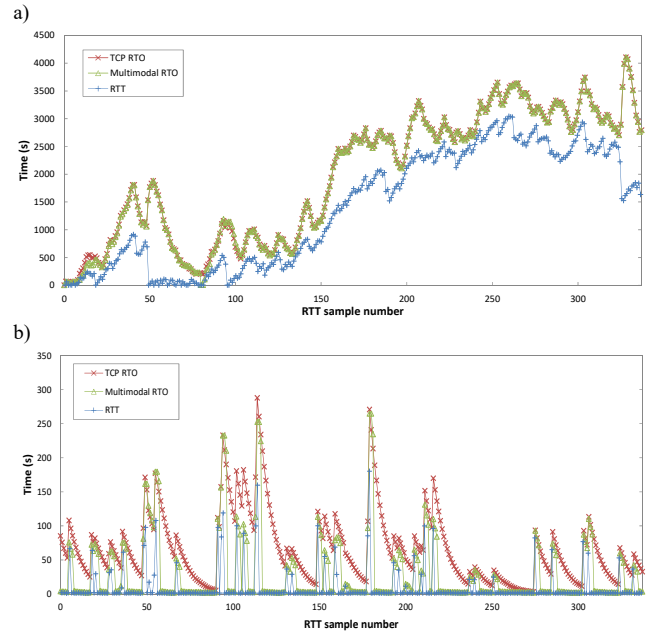 a)
4500
4000
3500
3000
2500
2000
1500
1000
500
0
Time (s)
TCP RTO
Multimodal RTO
RTT
0 50 100 150 200 250 300
RTT sample number
b)
350
300
250
200
150
100
50
0
Time (s)
TCP RTO
Multimodal RTO
RTT
0 50 100 150 200 250 300
RTT sample number